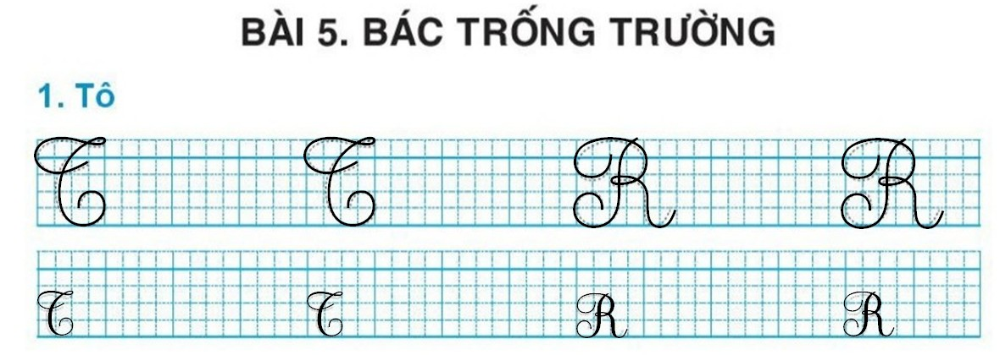 BÀI 5. BÁC TRỐNG TRƯỜNG
1. Tô
T T R R
T T R R